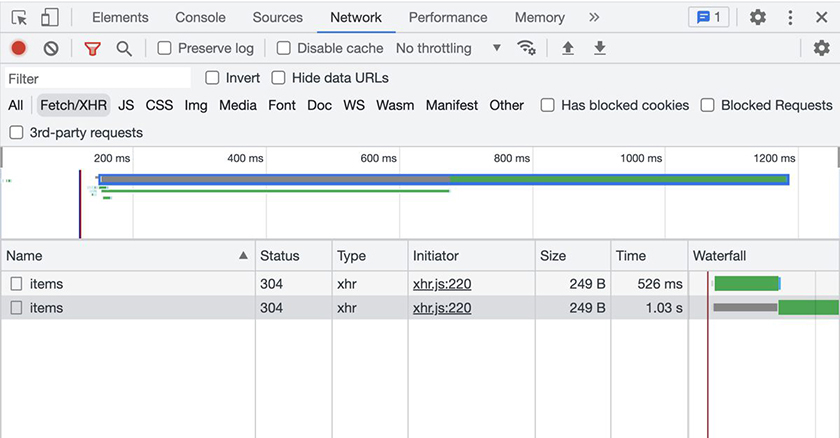 Elements Console Sources Network Performance Memory » 1
Preserve log Disable cache No throttling
Filter Invert Hide data URLs
All Fetch/XHR JS CSS Img Media Font Doc WS Wasm Manifest Other Has blocked cookies Blocked Requests
3rd-party requests
200 ms 400 ms 600 ms 800 ms 1000 ms 1200 ms
Name Status Type Initiator Size Time Waterfall
items 304 xhr xhr.js:220 249 B 526 ms
items 304 xhr xhr.js:220 249 B 1.03 s